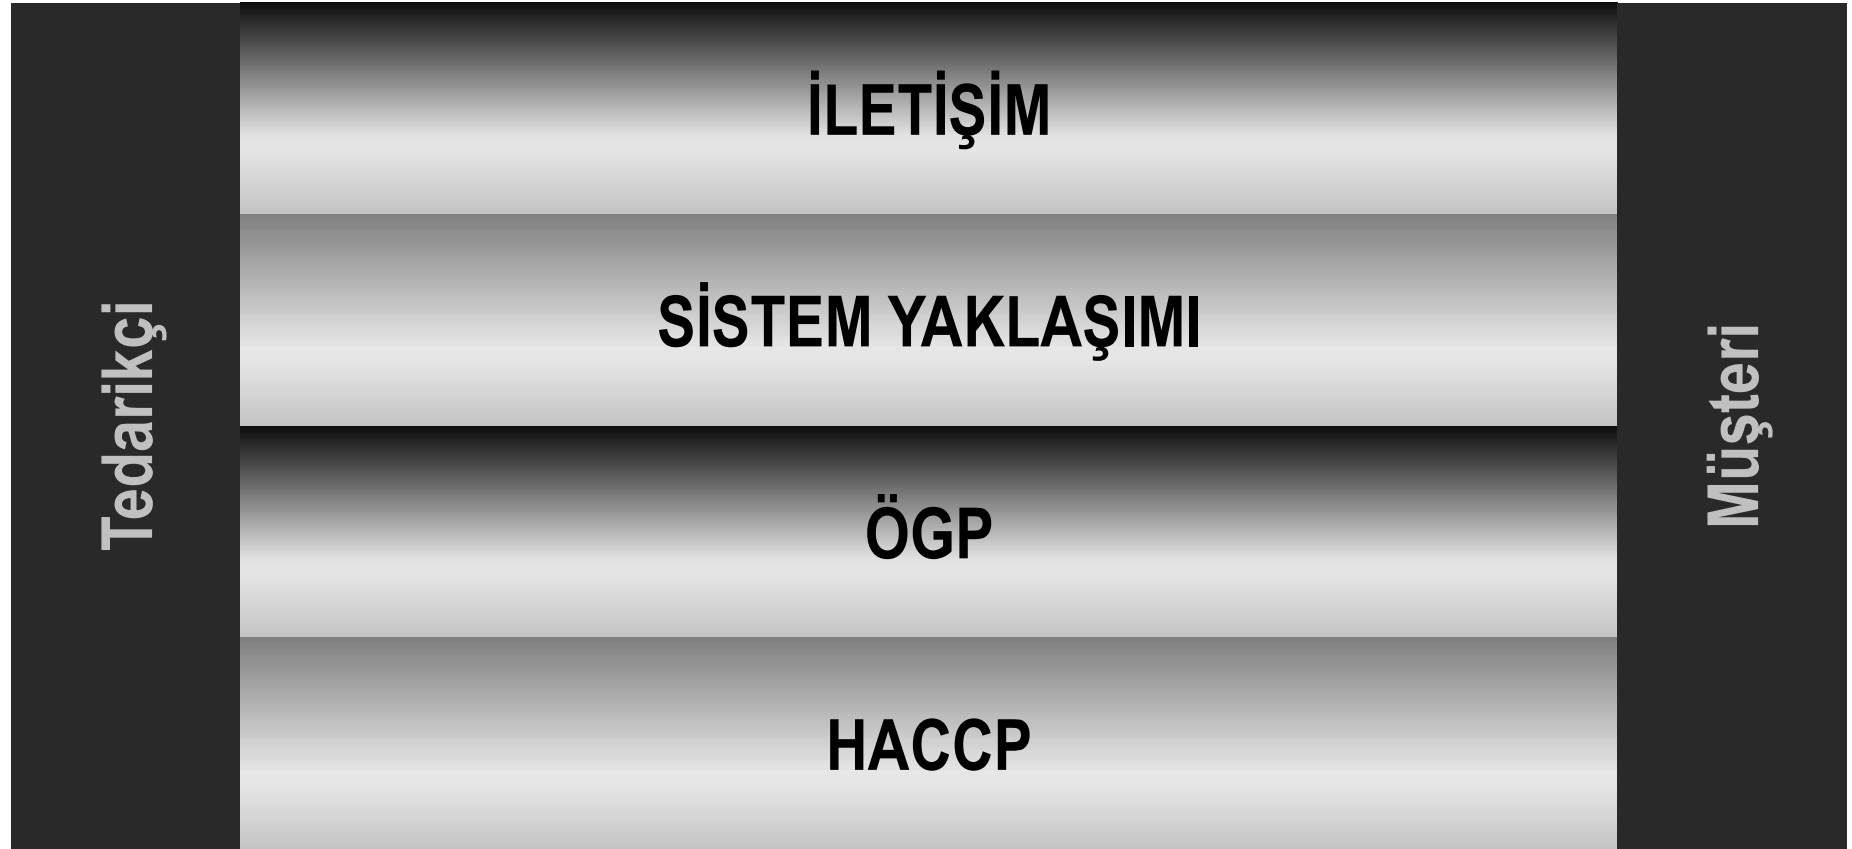 Tedarikçi
İLETİŞİM
SİSTEM YAKLAŞIMI
ÖGP
HACCP
Müşteri